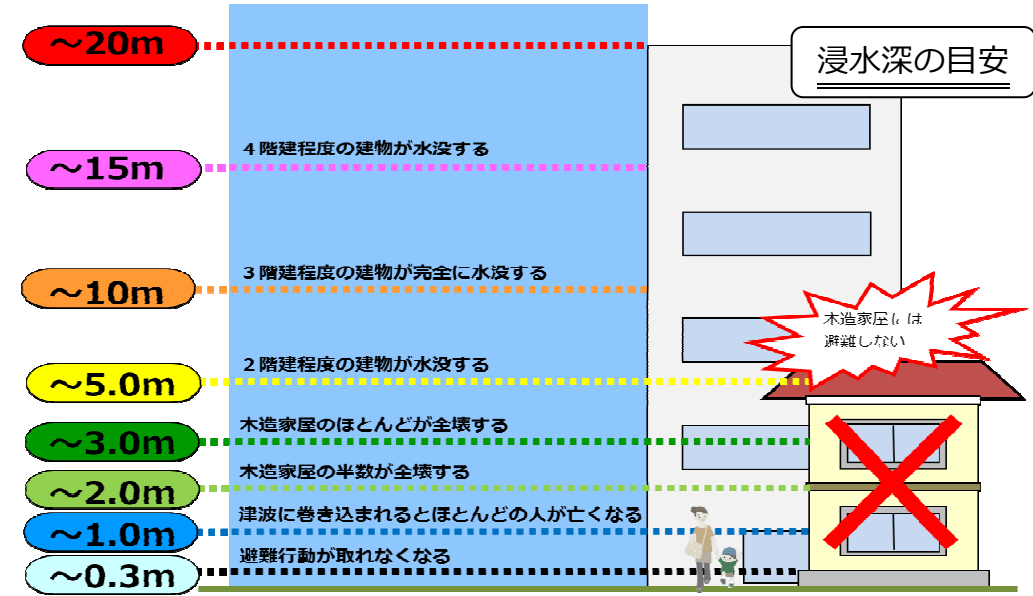 浸水深の目安
～20m
～15m
4階建程度の建物が水没する
～10m
3階建程度の建物が完全に水没する
木造家屋には
避難しない
～5.0m
2階建程度の建物が水没する
～3.0m
木造家屋のほとんどが全壊する
～2.0m
木造家屋の半数が全壊する
～1.0m
津波に巻き込まれるとほとんどの人が亡くなる
～0.3m
避難行動が取れなくなる